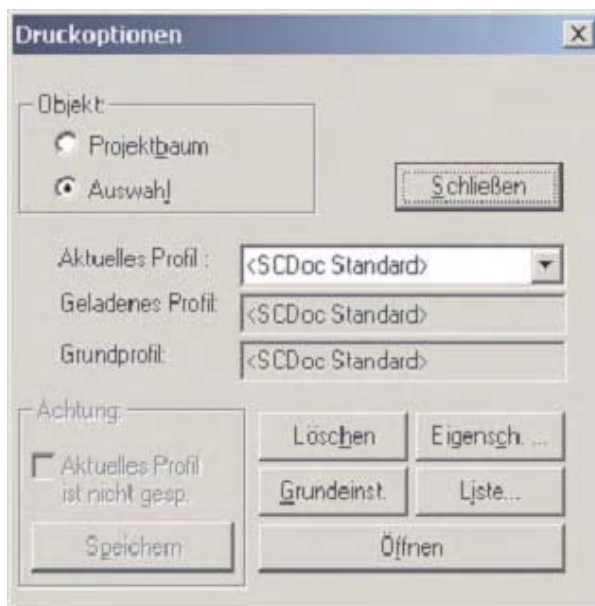 Druckoptionen
Objekt:
Projektbaum
Auswahl
Schließen
Aktuelles Profil :
<SCDoc Standard>
Geladenes Profil:
<SCDoc Standard>
Grundprofil:
<SCDoc Standard>
Achtung:
Aktuelles Profil
ist nicht gesp.
Speichern
Löschen
Eigensch. ...
Grundeinst.
Liste...
Öffnen